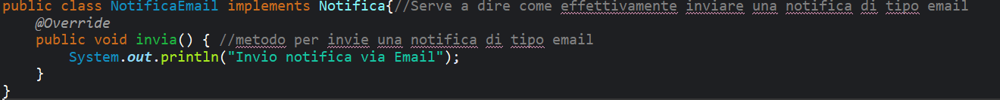 public class NotificaEmail implements Notifica{//Serve a dire come effettivamente inviare una notifica di tipo email
@Override
public void invia() { //metodo per invie una notifica di tipo email
System.out.println("Invio notifica via Email");
}
}